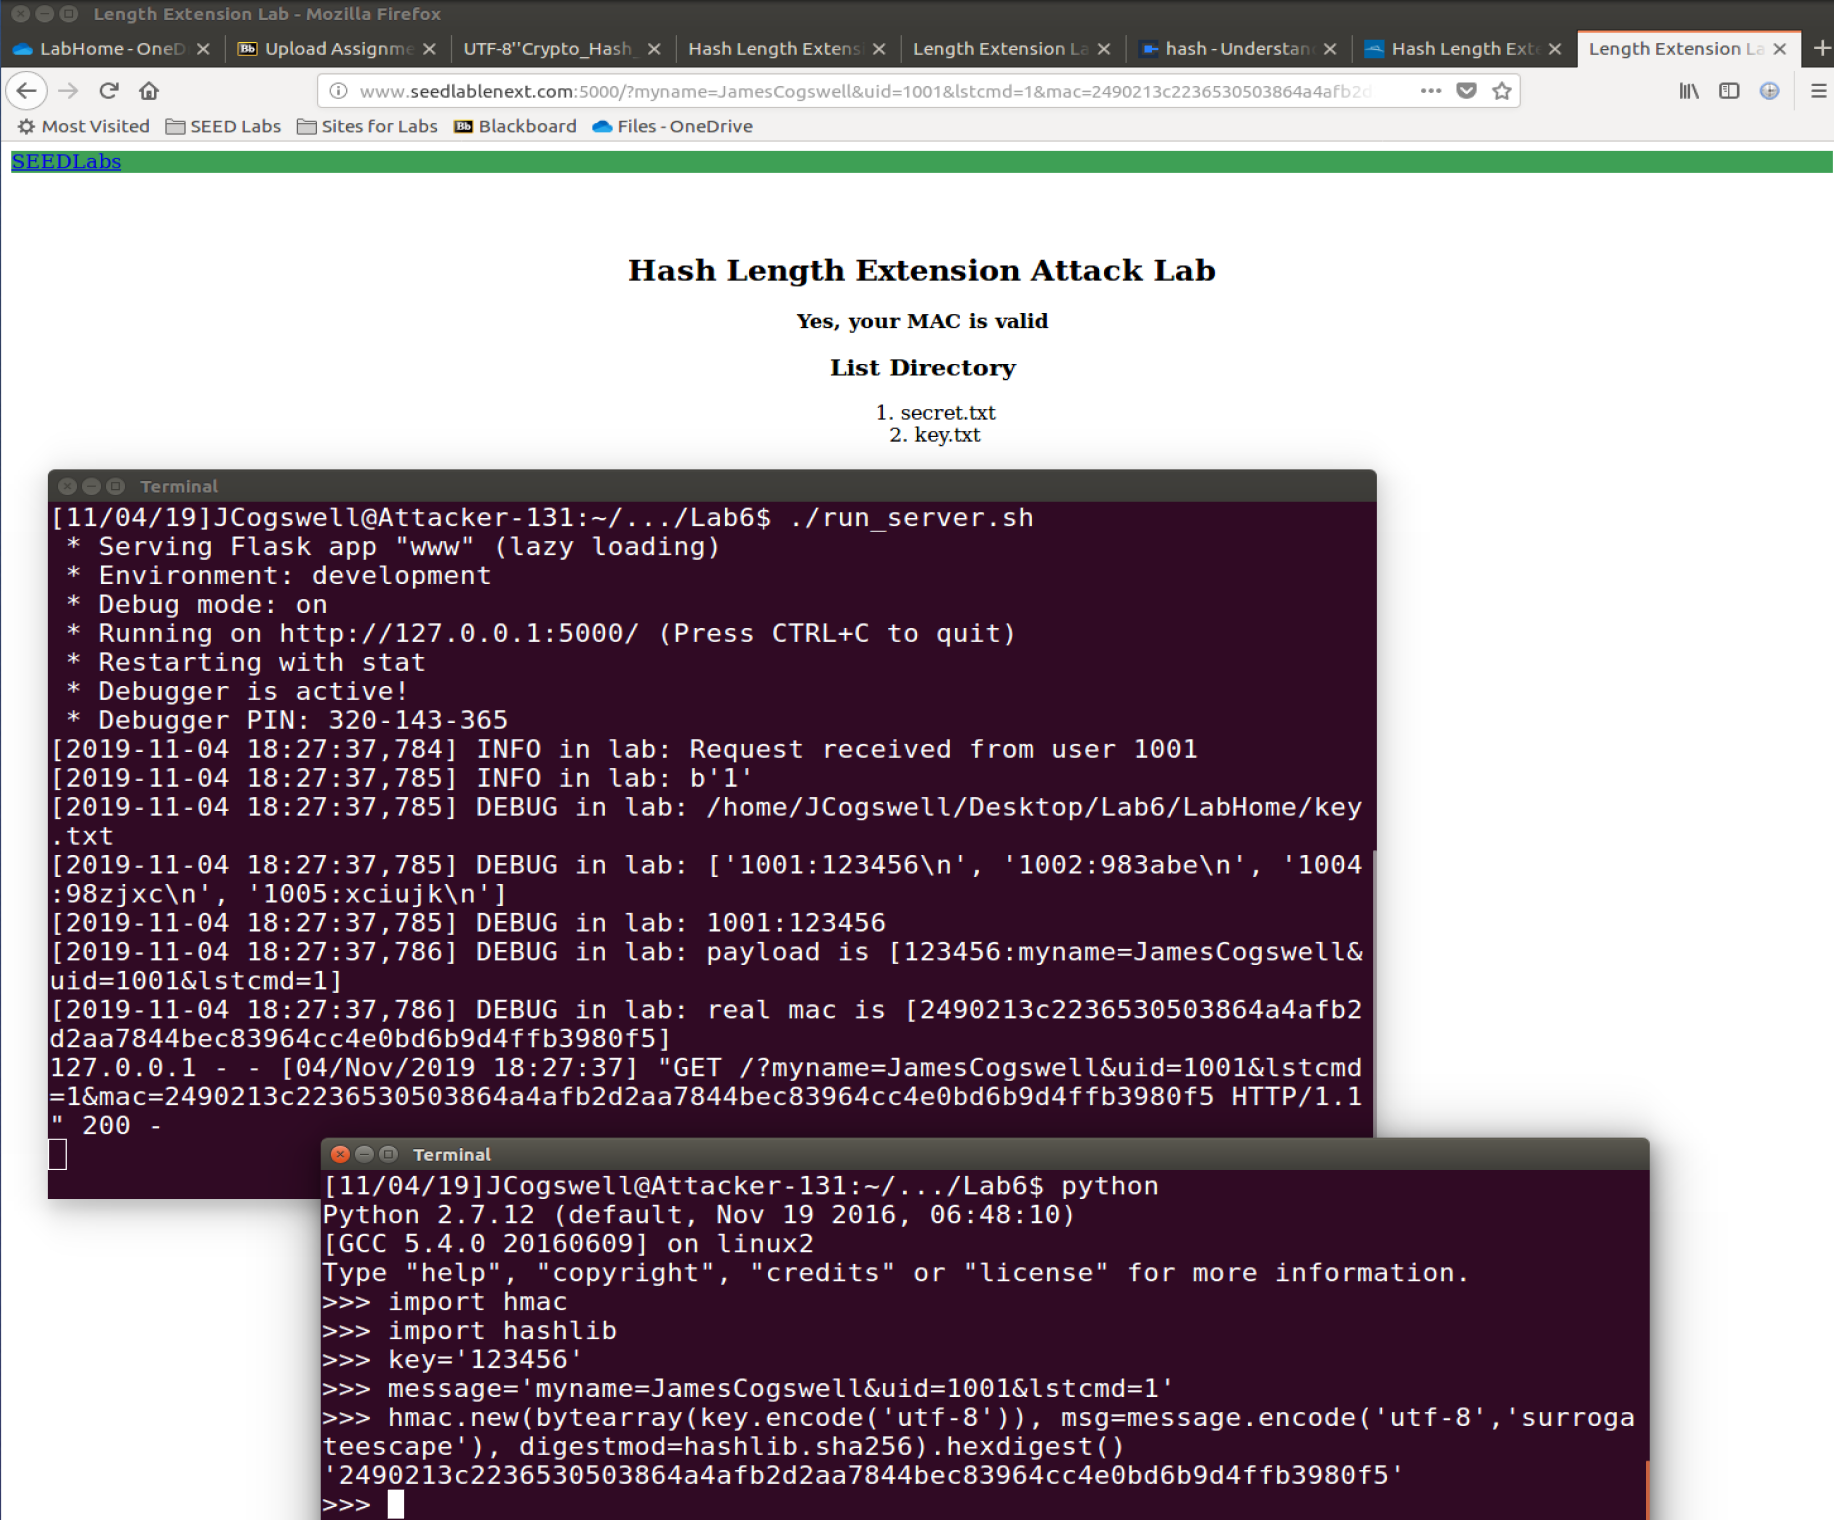 Length Extension Lab - Mozilla Firefox
LabHome - OneD
Upload Assignme
UTF-8''Crypto_Hash_
Hash Length Extens
Length Extension La
hash - Understan
Hash Length Exte
Length Extension La
www.seedlablenext.com:5000/?myname=JamesCogswell&uid=1001&lstcmd=1&mac=2490213c2236530503864a4afb2d
Most Visited
SEED Labs
Sites for Labs
Bb Blackboard
Files - OneDrive
SEEDLabs
Hash Length Extension Attack Lab
Yes, your MAC is valid
List Directory
1. secret.txt
2. key.txt
Terminal
[11/04/19]JCogswell@Attacker-131:~/.../Lab6$ ./run_server.sh
 * Serving Flask app "www" (lazy loading)
 * Environment: development
 * Debug mode: on
 * Running on http://127.0.0.1:5000/ (Press CTRL+C to quit)
 * Restarting with stat
 * Debugger is active!
 * Debugger PIN: 320-143-365
[2019-11-04 18:27:37,784] INFO in lab: Request received from user 1001
[2019-11-04 18:27:37,785] INFO in lab: b'1'
[2019-11-04 18:27:37,785] DEBUG in lab: /home/JCogswell/Desktop/Lab6/LabHome/key
.txt
[2019-11-04 18:27:37,785] DEBUG in lab: ['1001:123456\n', '1002:983abe\n', '1004
:98zjxc\n', '1005:xciujk\n']
[2019-11-04 18:27:37,785] DEBUG in lab: 1001:123456
[2019-11-04 18:27:37,786] DEBUG in lab: payload is [123456:myname=JamesCogswell&
uid=1001&lstcmd=1]
[2019-11-04 18:27:37,786] DEBUG in lab: real mac is [2490213c2236530503864a4afb2
d2aa7844bec83964cc4e0bd6b9d4ffb3980f5]
127.0.0.1 - - [04/Nov/2019 18:27:37] "GET /?myname=JamesCogswell&uid=1001&lstcmd
=1&mac=2490213c2236530503864a4afb2d2aa7844bec83964cc4e0bd6b9d4ffb3980f5 HTTP/1.1
" 200 -
Terminal
[11/04/19]JCogswell@Attacker-131:~/.../Lab6$ python
Python 2.7.12 (default, Nov 19 2016, 06:48:10)
[GCC 5.4.0 20160609] on linux2
Type "help", "copyright", "credits" or "license" for more information.
>>> import hmac
>>> import hashlib
>>> key='123456'
>>> message='myname=JamesCogswell&uid=1001&lstcmd=1'
>>> hmac.new(bytearray(key.encode('utf-8')), msg=message.encode('utf-8','surroga
teescape'), digestmod=hashlib.sha256).hexdigest()
'2490213c2236530503864a4afb2d2aa7844bec83964cc4e0bd6b9d4ffb3980f5'
>>>